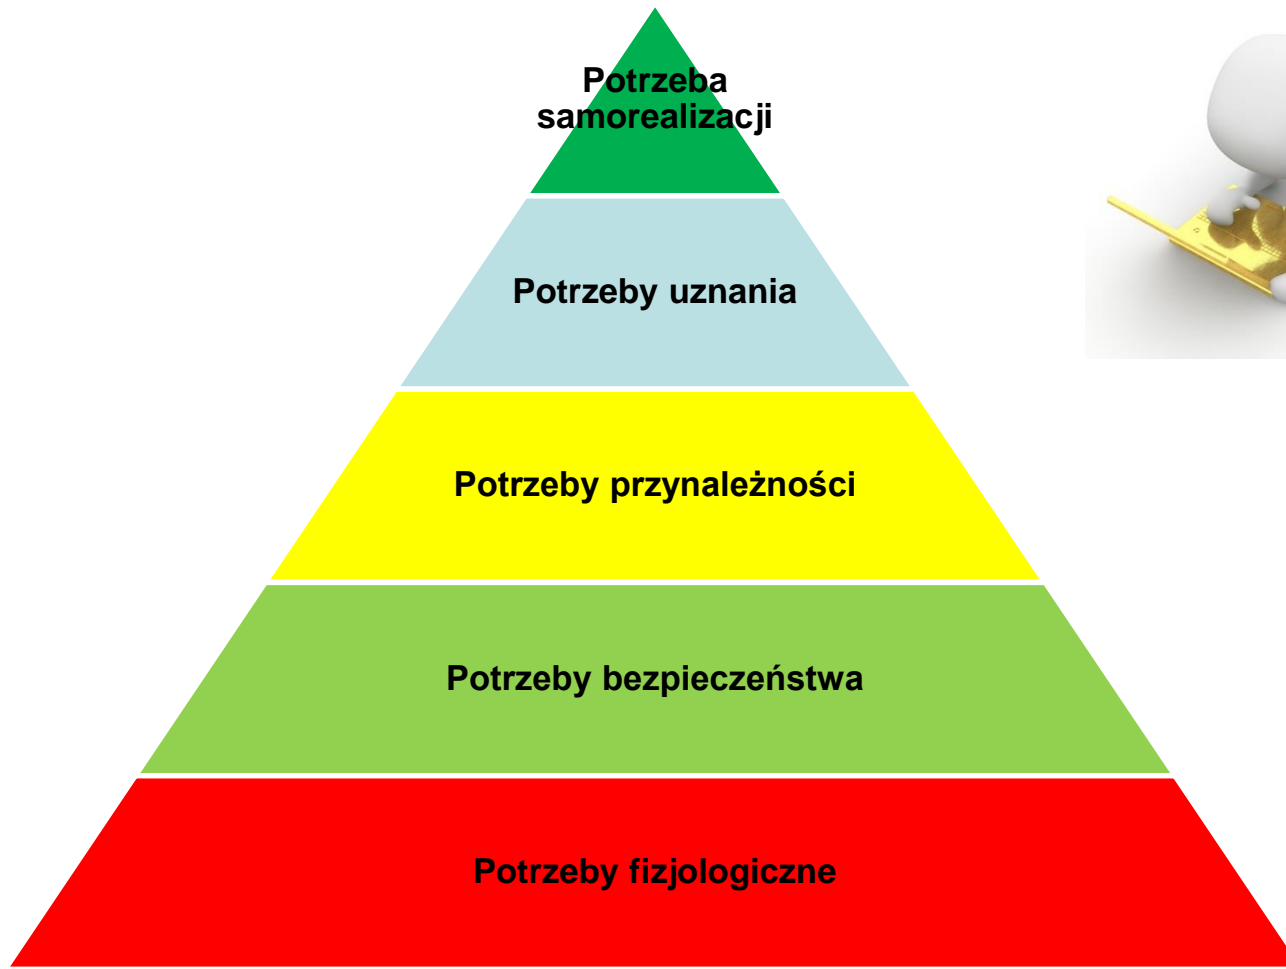 Potrzeba
samorealizacji
Potrzeby uznania
Potrzeby przynależności
Potrzeby bezpieczeństwa
Potrzeby fizjologiczne